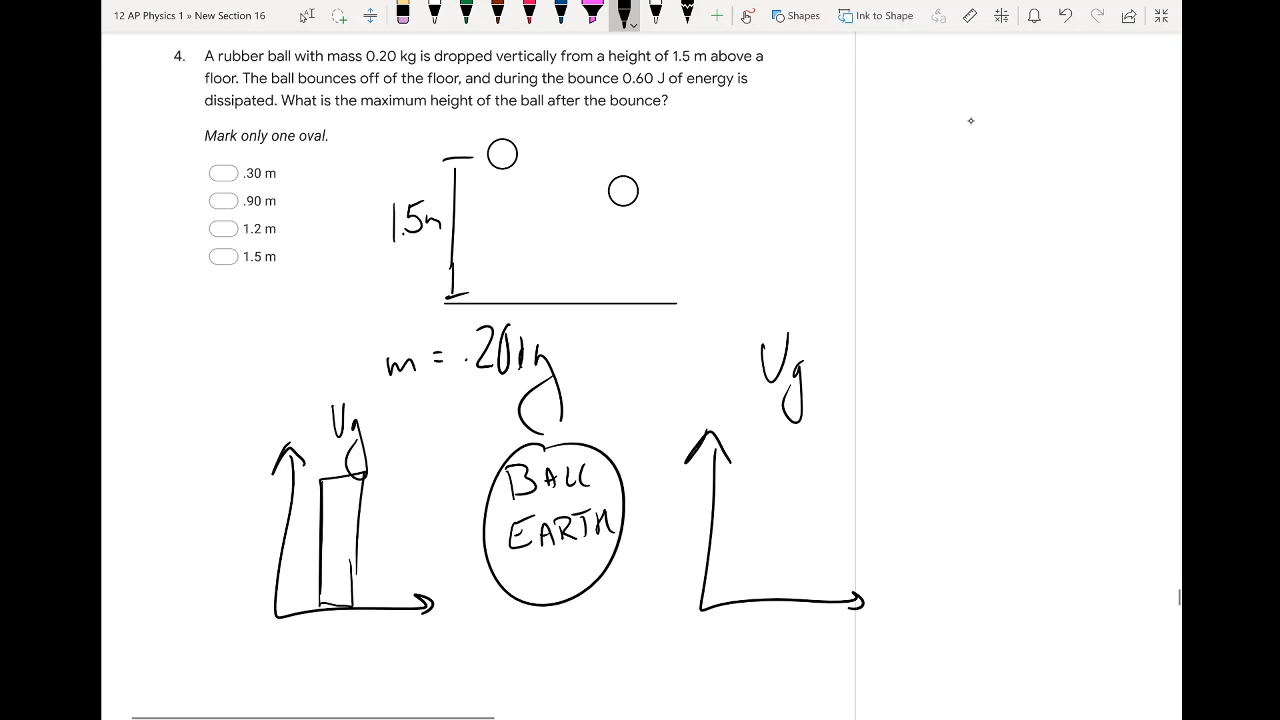 12 AP Physics 1 » New Section 16
Shapes
Ink to Shape
4. A rubber ball with mass 0.20 kg is dropped vertically from a height of 1.5 m above a
floor. The ball bounces off of the floor, and during the bounce 0.60 J of energy is
dissipated. What is the maximum height of the ball after the bounce?
Mark only one oval.
.30 m
.90 m
1.2 m
1.5 m
1.5m
m = .20kg
Ug
Ug
BALL
EARTH